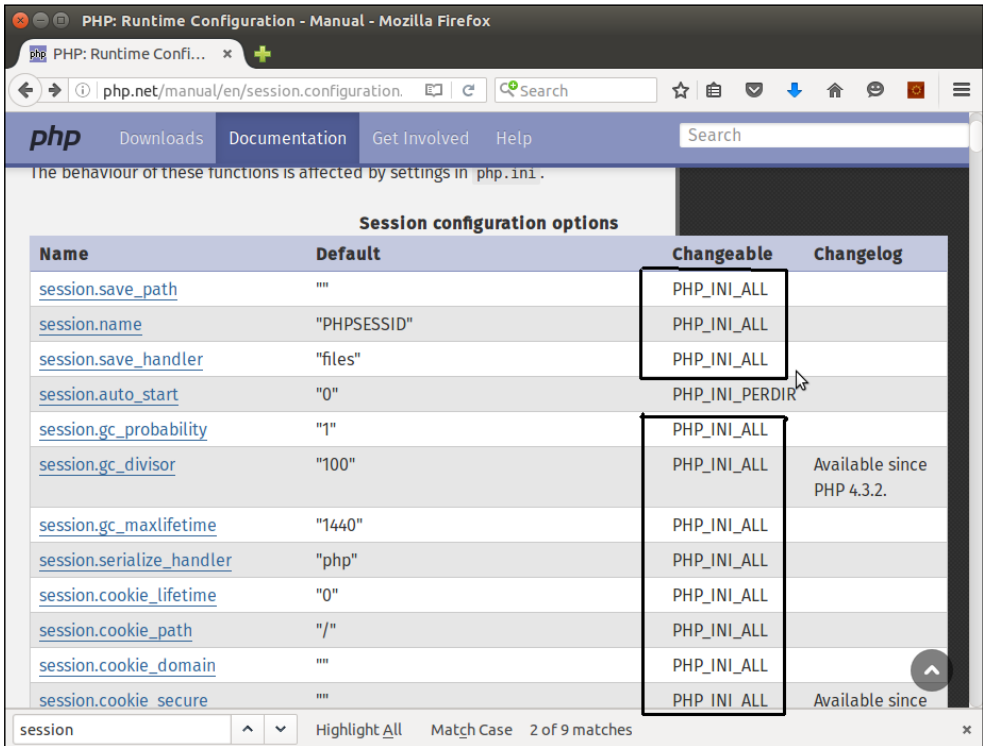 PHP: Runtime Configuration - Manual - Mozilla Firefox
php PHP: Runtime Confi...
php.net/manual/en/session.configuration. Search
php Downloads Documentation Get Involved Help Search
The behaviour of these functions is affected by settings in php.ini.
Session configuration options
Name Default Changeable Changelog
session.save_path "" PHP_INI_ALL
session.name "PHPSESSID" PHP_INI_ALL
session.save_handler "files" PHP_INI_ALL
session.auto_start "0" PHP_INI_PERDIR
session.gc_probability "1" PHP_INI_ALL
session.gc_divisor "100" PHP_INI_ALL Available since
PHP 4.3.2.
session.gc_maxlifetime "1440" PHP_INI_ALL
session.serialize_handler "php" PHP_INI_ALL
session.cookie_lifetime "0" PHP_INI_ALL
session.cookie_path "/" PHP_INI_ALL
session.cookie_domain "" PHP_INI_ALL
session.cookie_secure "" PHP_INI_ALL Available since
session Highlight All Match Case 2 of 9 matches